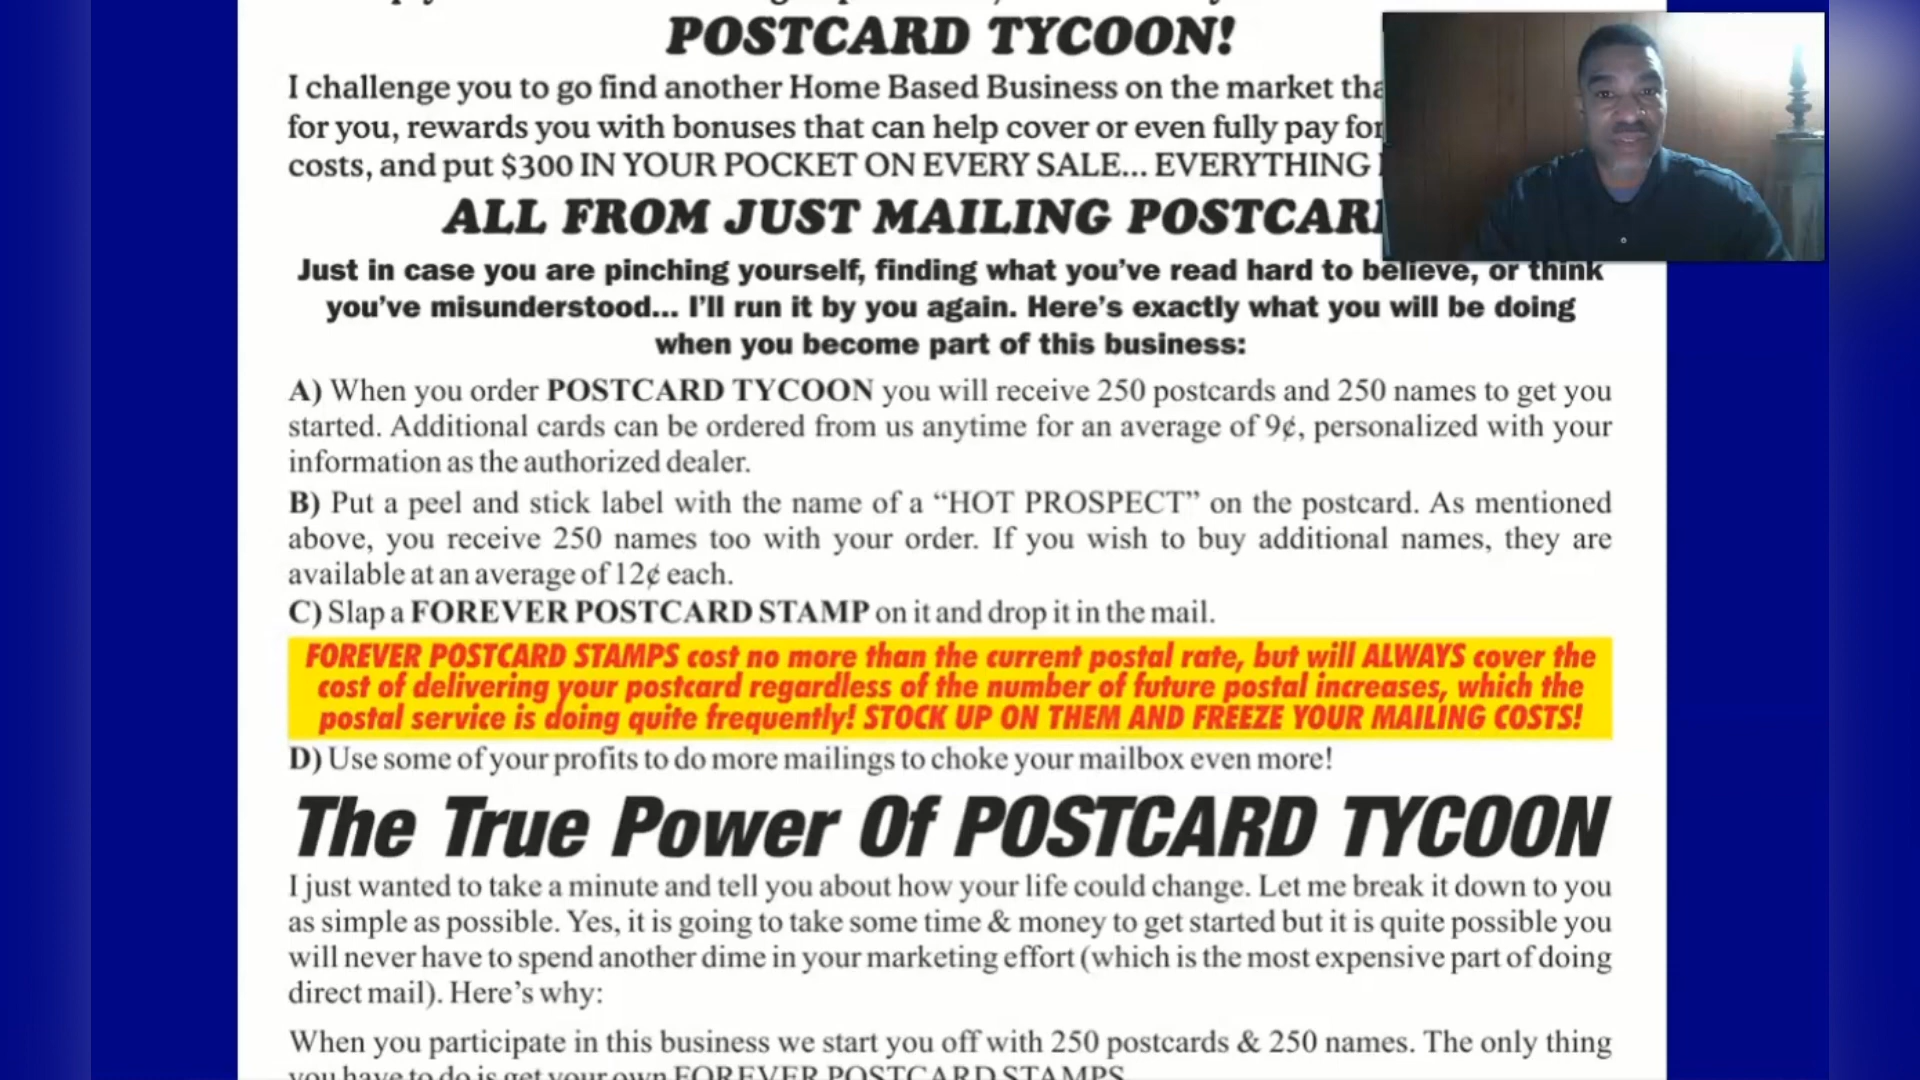 POSTCARD TYCOON!
I challenge you to go find another Home Based Business on the market
for you, rewards you with bonuses that can help cover or even fully pay for
costs, and put $300 IN YOUR POCKET ON EVERY SALE... EVERYTHING
ALL FROM JUST MAILING
Just in case you are pinching yourself, finding what you've read hard to believe, or think
you've misunderstood... I'll run it by you again. Here's exactly what you will be doing
when you become part of this business:
A) When you order POSTCARD TYCOON you will receive 250 postcards and 250 names to get you
started. Additional cards can be ordered from us anytime for an average of 9¢, personalized with your
information as the authorized dealer.
B) Put a peel and stick label with the name of a “HOT PROSPECT” on the postcard. As mentioned
above, you receive 250 names too with your order. If you wish to buy additional names, they are
available at an average of 12¢ each.
C) Slap a FOREVER POSTCARD STAMP on it and drop it in the mail.
FOREVER POSTCARD STAMPS cost no more than the current postal rate, but will ALWAYS cover the
cost of delivering your postcard regardless of the number of future postal increases, which the
postal service is doing quite frequently! STOCK UP ON THEM AND FREEZE YOUR MAILING COSTS!
D) Use some of your profits to do more mailings to choke your mailbox even more!
The True Power Of POSTCARD TYCOON
I just wanted to take a minute and tell you about how your life could change. Let me break it down to you
as simple as possible. Yes, it is going to take some time & money to get started but it is quite possible you
will never have to spend another dime in your marketing effort (which is the most expensive part of doing
direct mail). Here's why:
When you participate in this business we start you off with 250 postcards & 250 names. The only thing
you have to do is get your own FOREVER POSTCARD STAMPS